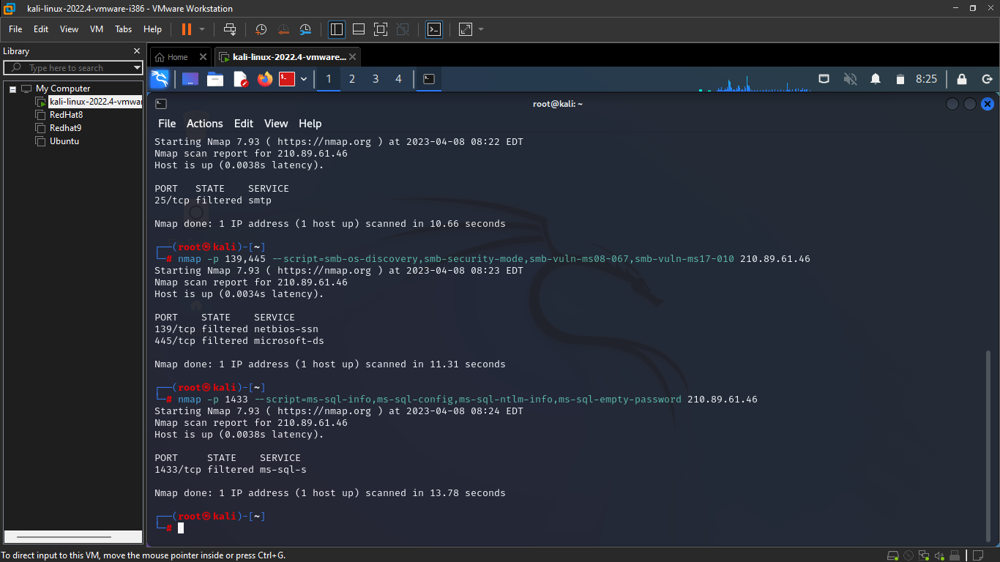 kali-linux-2022.4-vmware-i386 - VMware Workstation
File Edit View VM Tabs Help
Library
Type here to search
My Computer
kali-linux-2022.4-vmwar
RedHat8
Redhat9
Ubuntu
Home
kali-linux-2022.4-vmware...
1 2 3 4
8:25
root@kali: ~
File Actions Edit View Help
Starting Nmap 7.93 ( https://nmap.org ) at 2023-04-08 08:22 EDT
Nmap scan report for 210.89.61.46
Host is up (0.0038s latency).
PORT STATE SERVICE
25/tcp filtered smtp
Nmap done: 1 IP address (1 host up) scanned in 10.66 seconds
┌──(root㉿kali)-[~]
└─# nmap -p 139,445 --script=smb-os-discovery,smb-security-mode,smb-vuln-ms08-067,smb-vuln-ms17-010 210.89.61.46
Starting Nmap 7.93 ( https://nmap.org ) at 2023-04-08 08:23 EDT
Nmap scan report for 210.89.61.46
Host is up (0.0034s latency).
PORT STATE SERVICE
139/tcp filtered netbios-ssn
445/tcp filtered microsoft-ds
Nmap done: 1 IP address (1 host up) scanned in 11.31 seconds
┌──(root㉿kali)-[~]
└─# nmap -p 1433 --script=ms-sql-info,ms-sql-config,ms-sql-ntlm-info,ms-sql-empty-password 210.89.61.46
Starting Nmap 7.93 ( https://nmap.org ) at 2023-04-08 08:24 EDT
Nmap scan report for 210.89.61.46
Host is up (0.0038s latency).
PORT STATE SERVICE
1433/tcp filtered ms-sql-s
Nmap done: 1 IP address (1 host up) scanned in 13.78 seconds
┌──(root㉿kali)-[~]
└─#
To direct input to this VM, move the mouse pointer inside or press Ctrl+G.